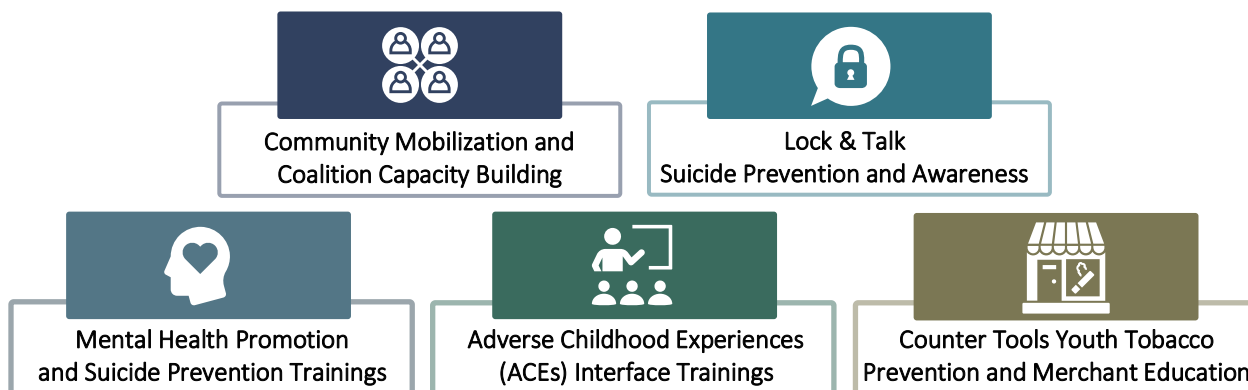 Community Mobilization and
Coalition Capacity Building
Lock & Talk
Suicide Prevention and Awareness
Mental Health Promotion
and Suicide Prevention Trainings
Adverse Childhood Experiences
(ACEs) Interface Trainings
Counter Tools Youth Tobacco
Prevention and Merchant Education